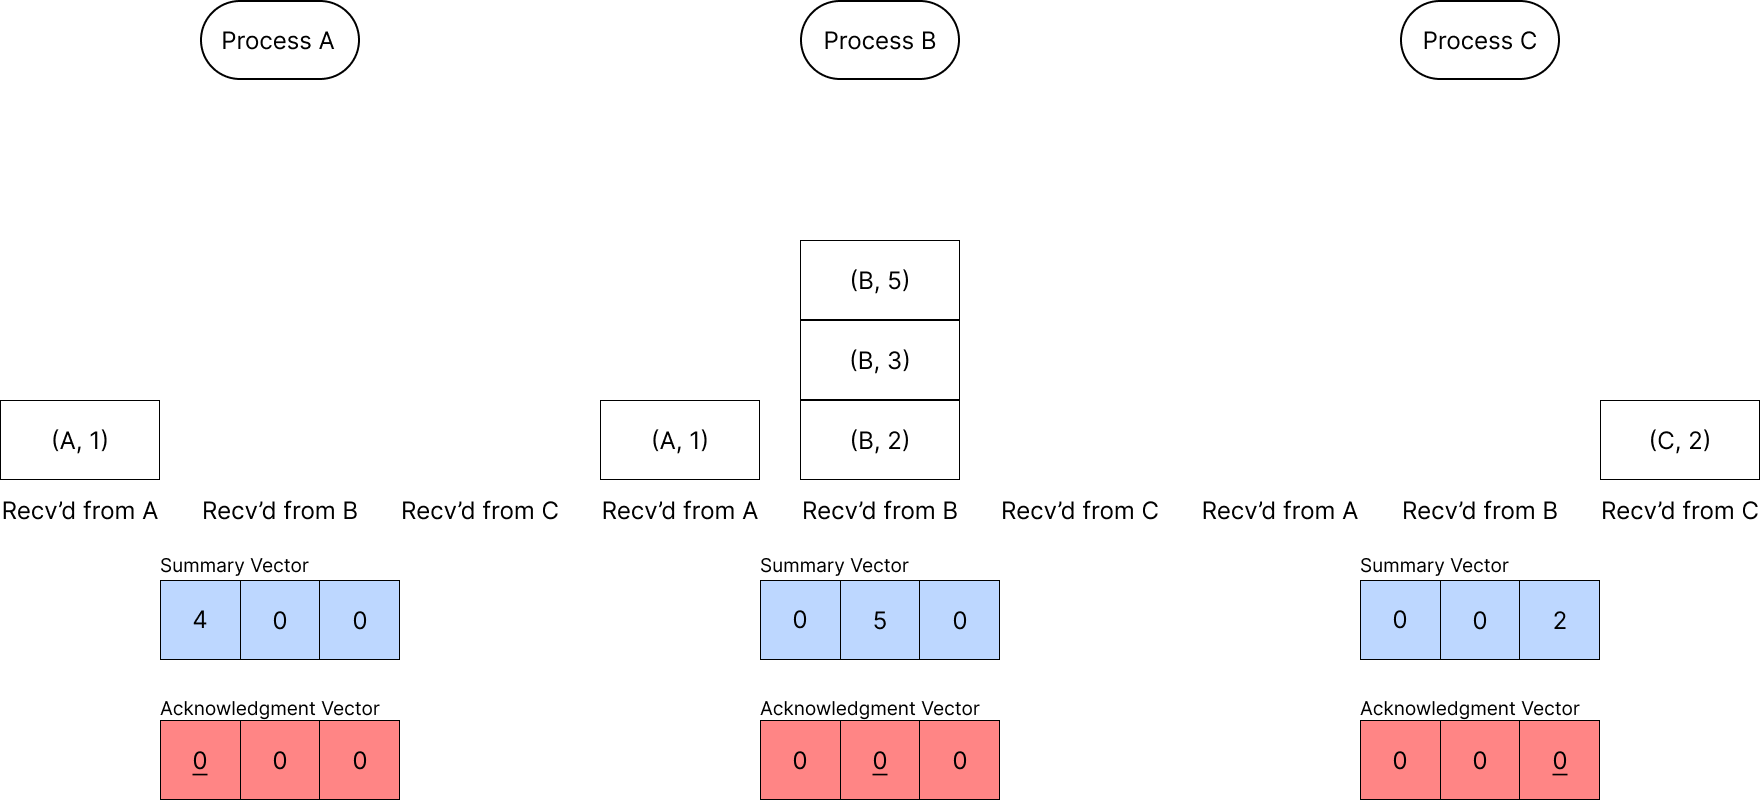 Process A
Process B
Process C
(B, 5)
(B, 3)
(A, 1)
(A, 1)
(B, 2)
(C, 2)
Recv’d from A
Recv’d from B
Recv’d from C
Recv’d from A
Recv’d from B
Recv’d from C
Recv’d from A
Recv’d from B
Recv’d from C
Summary Vector
Summary Vector
Summary Vector
4 0 0
0 5 0
0 0 2
Acknowledgment Vector
Acknowledgment Vector
Acknowledgment Vector
0 0 0
0 0 0
0 0 0